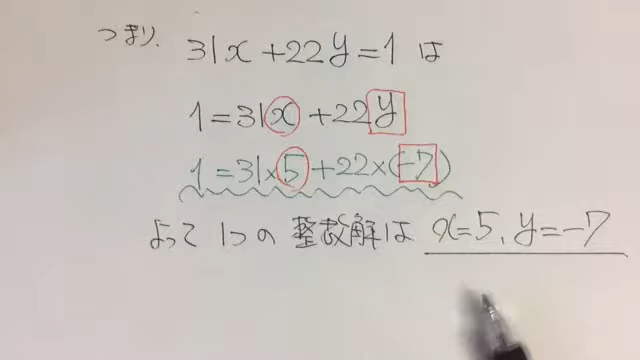 つまり、31x+22y=1は
1=31x+22y
1=31×5+22×(-7)
よって1つの整数解は x=5、y=-7